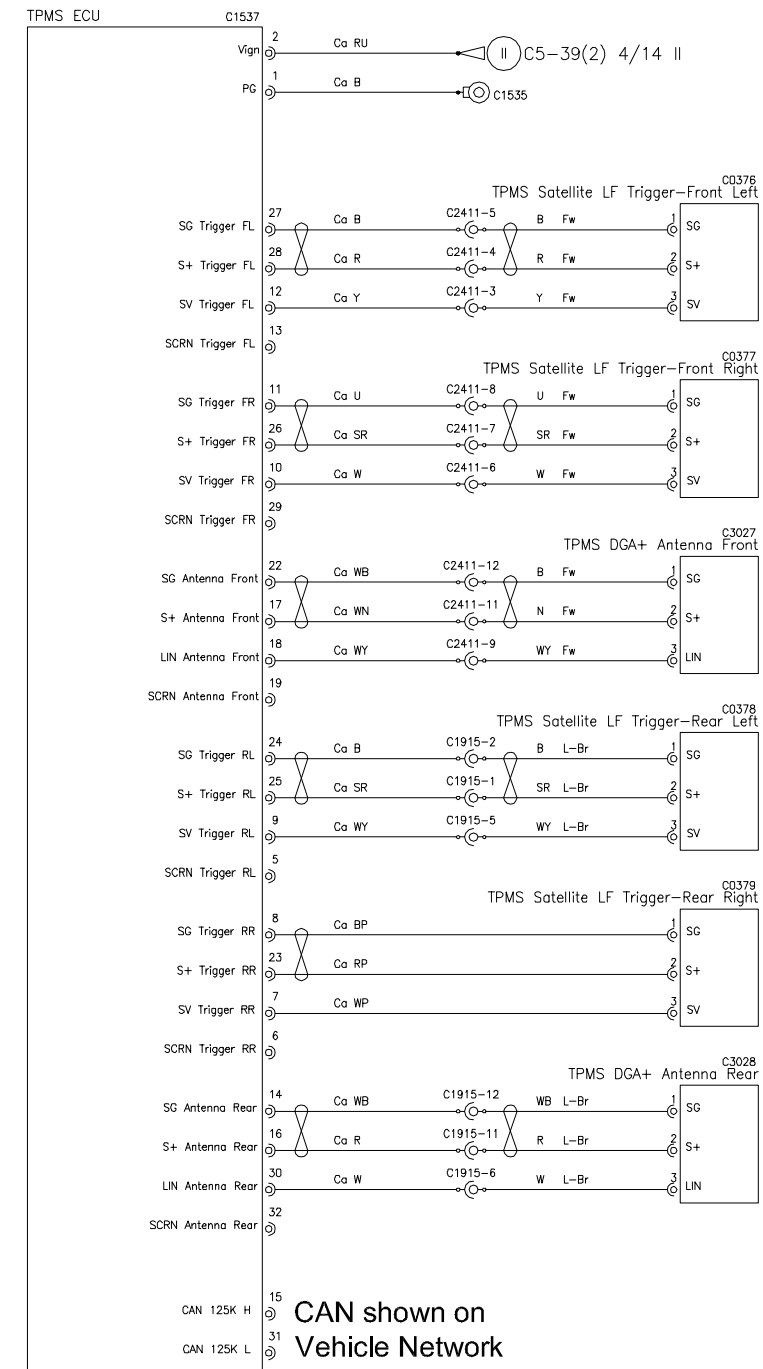 TPMS ECU C1537
Vign 2 Ca RU II C5-39(2) 4/14 II
PG 1 Ca B C1535
C0376
TPMS Satellite LF Trigger-Front Left
SG Trigger FL 27 Ca B C2411-5 B Fw 1 SG
S+ Trigger FL 28 Ca R C2411-4 R Fw 2 S+
SV Trigger FL 12 Ca Y C2411-3 Y Fw 3 SV
SCRN Trigger FL 13
C0377
TPMS Satellite LF Trigger-Front Right
SG Trigger FR 11 Ca U C2411-8 U Fw 1 SG
S+ Trigger FR 26 Ca SR C2411-7 SR Fw 2 S+
SV Trigger FR 10 Ca W C2411-6 W Fw 3 SV
SCRN Trigger FR 29
C3027
TPMS DGA+ Antenna Front
SG Antenna Front 22 Ca WB C2411-12 B Fw 1 SG
S+ Antenna Front 17 Ca WN C2411-11 N Fw 2 S+
LIN Antenna Front 18 Ca WY C2411-9 WY Fw 3 LIN
SCRN Antenna Front 19
C0378
TPMS Satellite LF Trigger-Rear Left
SG Trigger RL 24 Ca B C1915-2 B L-Br 1 SG
S+ Trigger RL 25 Ca SR C1915-1 SR L-Br 2 S+
SV Trigger RL 9 Ca WY C1915-5 WY L-Br 3 SV
SCRN Trigger RL 5
C0379
TPMS Satellite LF Trigger-Rear Right
SG Trigger RR 8 Ca BP 1 SG
S+ Trigger RR 23 Ca RP 2 S+
SV Trigger RR 7 Ca WP 3 SV
SCRN Trigger RR 6
C3028
TPMS DGA+ Antenna Rear
SG Antenna Rear 14 Ca WB C1915-12 WB L-Br 1 SG
S+ Antenna Rear 16 Ca R C1915-11 R L-Br 2 S+
LIN Antenna Rear 30 Ca W C1915-6 W L-Br 3 LIN
SCRN Antenna Rear 32
CAN 125K H 15 CAN shown on
CAN 125K L 31 Vehicle Network